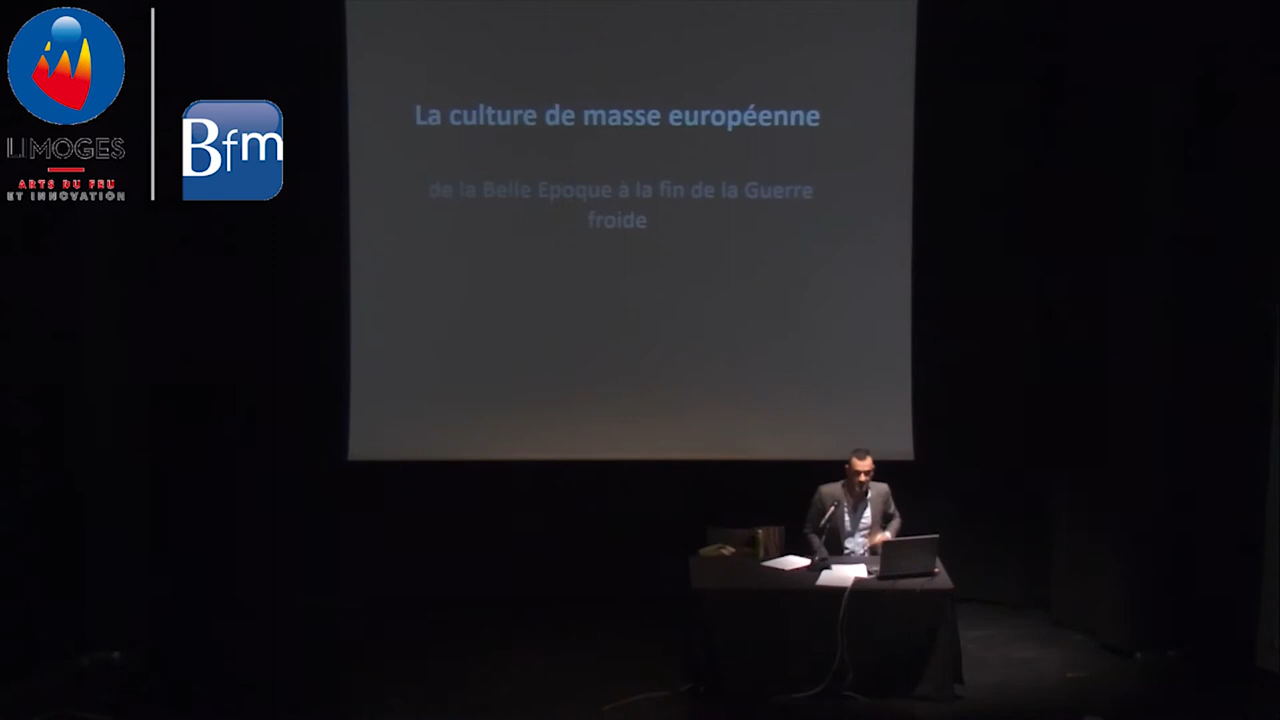 LIMOGES
ARTS DU FEU
ET INNOVATION
Bfm
La culture de masse européenne
de la Belle Epoque à la fin de la Guerre
froide